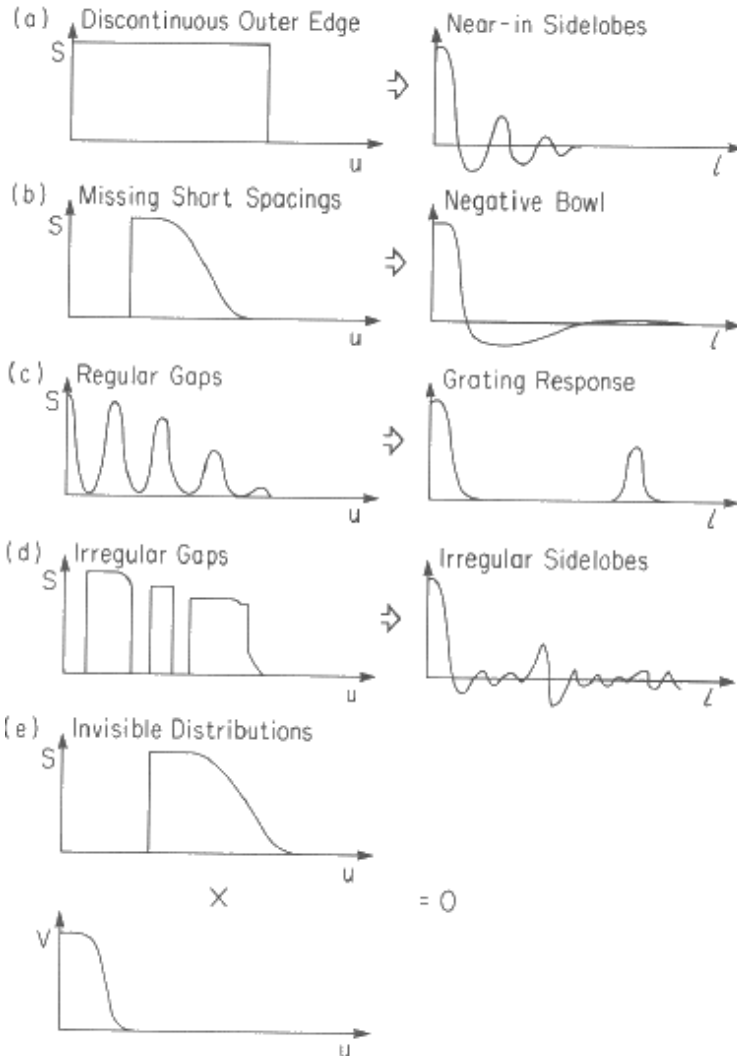 (a) Discontinuous Outer Edge
Near-in Sidelobes
S
u
l
(b) Missing Short Spacings
Negative Bowl
S
u
l
(c) Regular Gaps
Grating Response
S
u
l
(d) Irregular Gaps
Irregular Sidelobes
S
u
l
(e) Invisible Distributions
S
u
X = 0
V
u